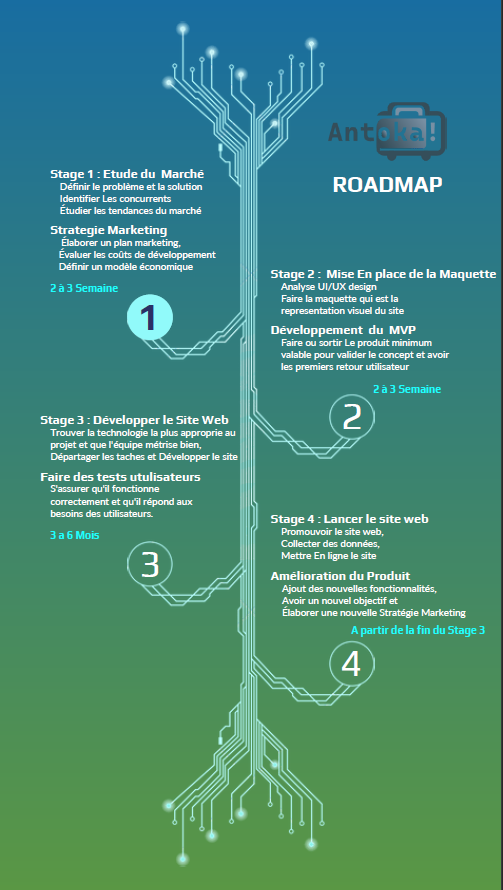 Antoka!
ROADMAP
Stage 1 : Etude du Marché
Définir le problème et la solution
Identifier Les concurrents
Étudier les tendances du marché
Strategie Marketing
Élaborer un plan marketing,
Évaluer les coûts de développement
Définir un modèle économique
2 à 3 Semaine
1
Stage 2 : Mise En place de la Maquette
Analyse UI/UX design
Faire la maquette qui est la
representation visuel du site
Développement du MVP
Faire ou sortir Le produit minimum
valable pour valider le concept et avoir
les premiers retour utilisateur
2 à 3 Semaine
2
Stage 3 : Développer le Site Web
Trouver la technologie la plus approprie au
projet et que l'équipe métrise bien,
Départager les taches et Développer le site
Faire des tests utulisateurs
S'assurer qu'il fonctionne
correctement et qu'il répond aux
besoins des utilisateurs.
3 a 6 Mois
3
Stage 4 : Lancer le site web
Promouvoir le site web,
Collecter des données,
Mettre En ligne le site
Amélioration du Produit
Ajout des nouvelles fonctionnalités,
Avoir un nouvel objectif et
Élaborer une nouvelle Stratégie Marketing
A partir de la fin du Stage 3
4